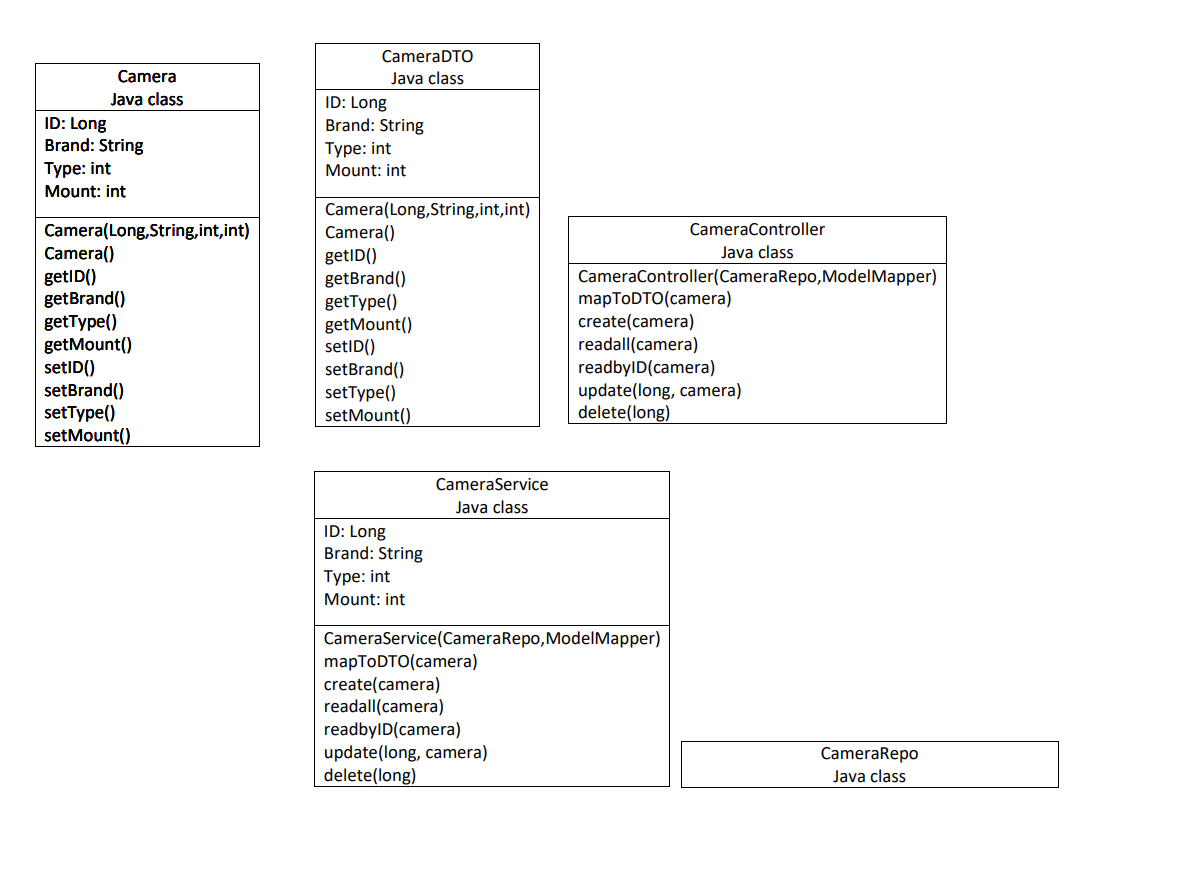 Camera
Java class
ID: Long
Brand: String
Type: int
Mount: int
Camera(Long,String,int,int)
Camera()
getID()
getBrand()
getType()
getMount()
setID()
setBrand()
setType()
setMount()
CameraDTO
Java class
ID: Long
Brand: String
Type: int
Mount: int
Camera(Long,String,int,int)
Camera()
getID()
getBrand()
getType()
getMount()
setID()
setBrand()
setType()
setMount()
CameraController
Java class
CameraController(CameraRepo,ModelMapper)
mapToDTO(camera)
create(camera)
readall(camera)
readbyID(camera)
update(long, camera)
delete(long)
CameraService
Java class
ID: Long
Brand: String
Type: int
Mount: int
CameraService(CameraRepo,ModelMapper)
mapToDTO(camera)
create(camera)
readall(camera)
readbyID(camera)
update(long, camera)
delete(long)
CameraRepo
Java class